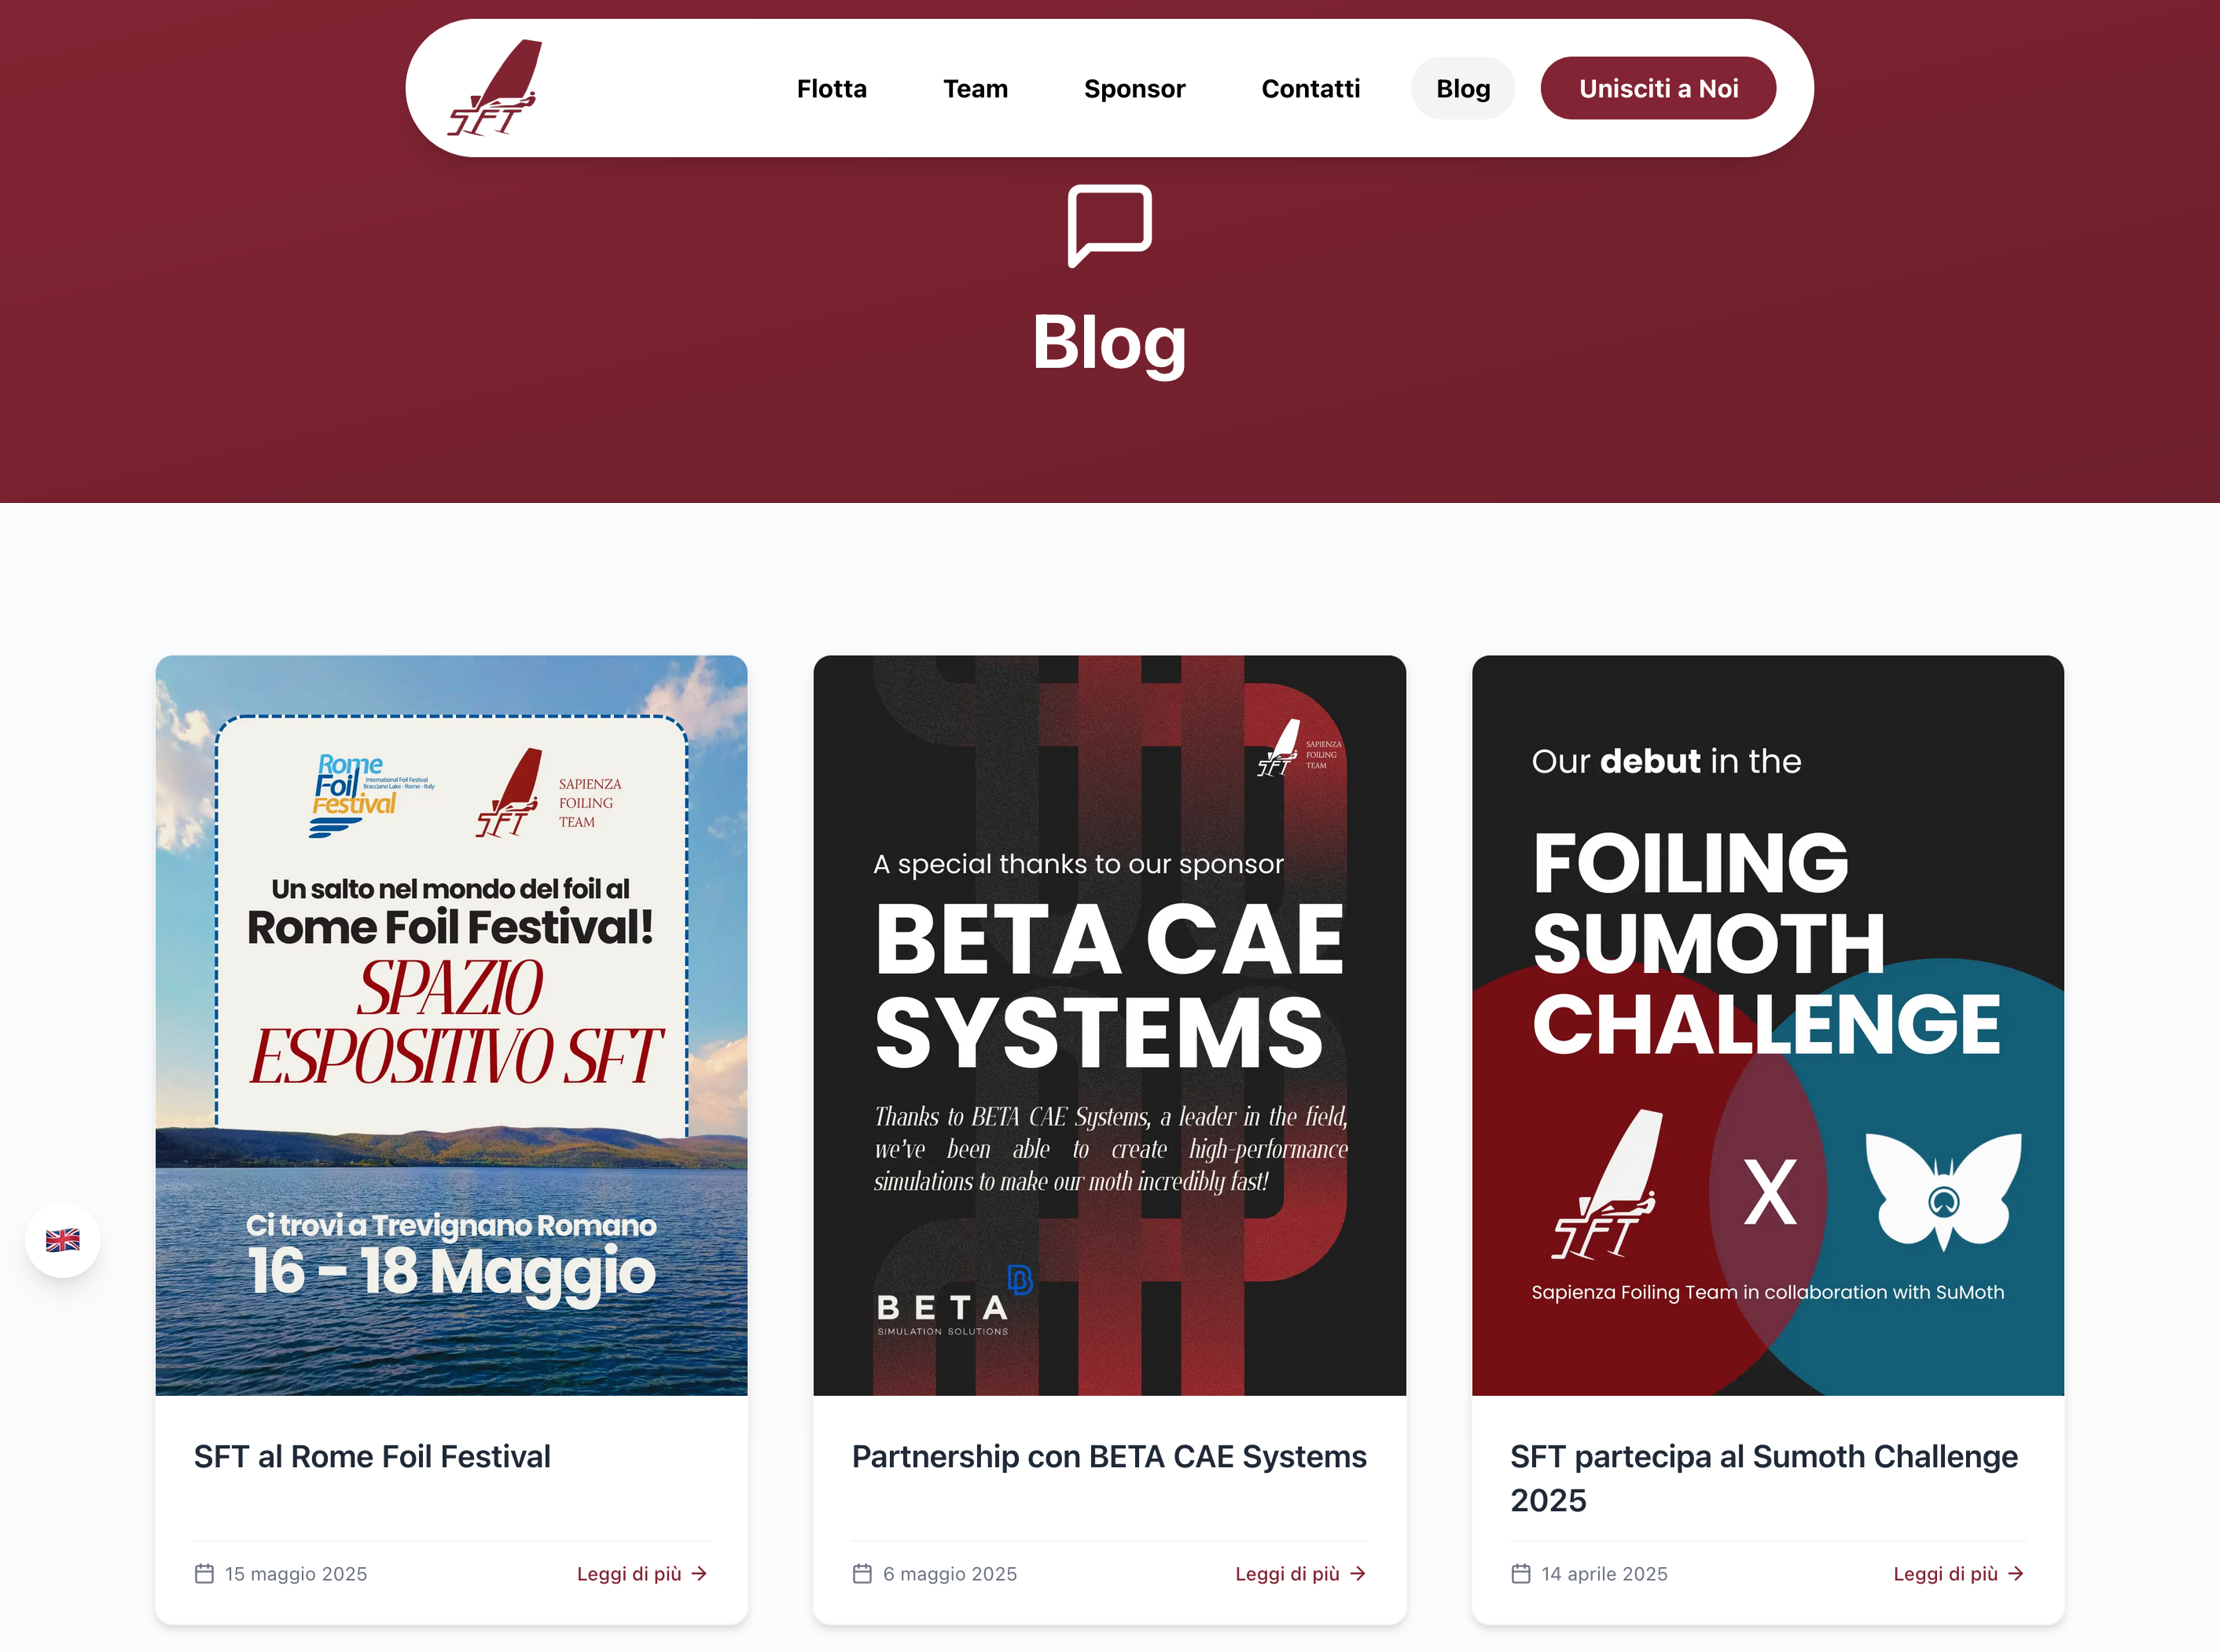 SFT
Flotta
Team
Sponsor
Contatti
Blog
Unisciti a Noi
Blog
Rome
Foil
Festival
International Foil Festival
Bracciano Lake - Rome - Italy
SFT
SAPIENZA
FOILING
TEAM
Un salto nel mondo del foil al
Rome Foil Festival!
SPAZIO
ESPOSITIVO SFT
Ci trovi a Trevignano Romano
16 – 18 Maggio
SFT al Rome Foil Festival
15 maggio 2025
Leggi di più
SFT
SAPIENZA
FOILING
TEAM
A special thanks to our sponsor
BETA CAE
SYSTEMS
Thanks to BETA CAE Systems, a leader in the field,
we’ve been able to create high-performance
simulations to make our moth incredibly fast!
BETA
SIMULATION SOLUTIONS
Partnership con BETA CAE Systems
6 maggio 2025
Leggi di più
Our debut in the
FOILING
SUMOTH
CHALLENGE
SFT
X
Sapienza Foiling Team in collaboration with SuMoth
SFT partecipa al Sumoth Challenge
2025
14 aprile 2025
Leggi di più